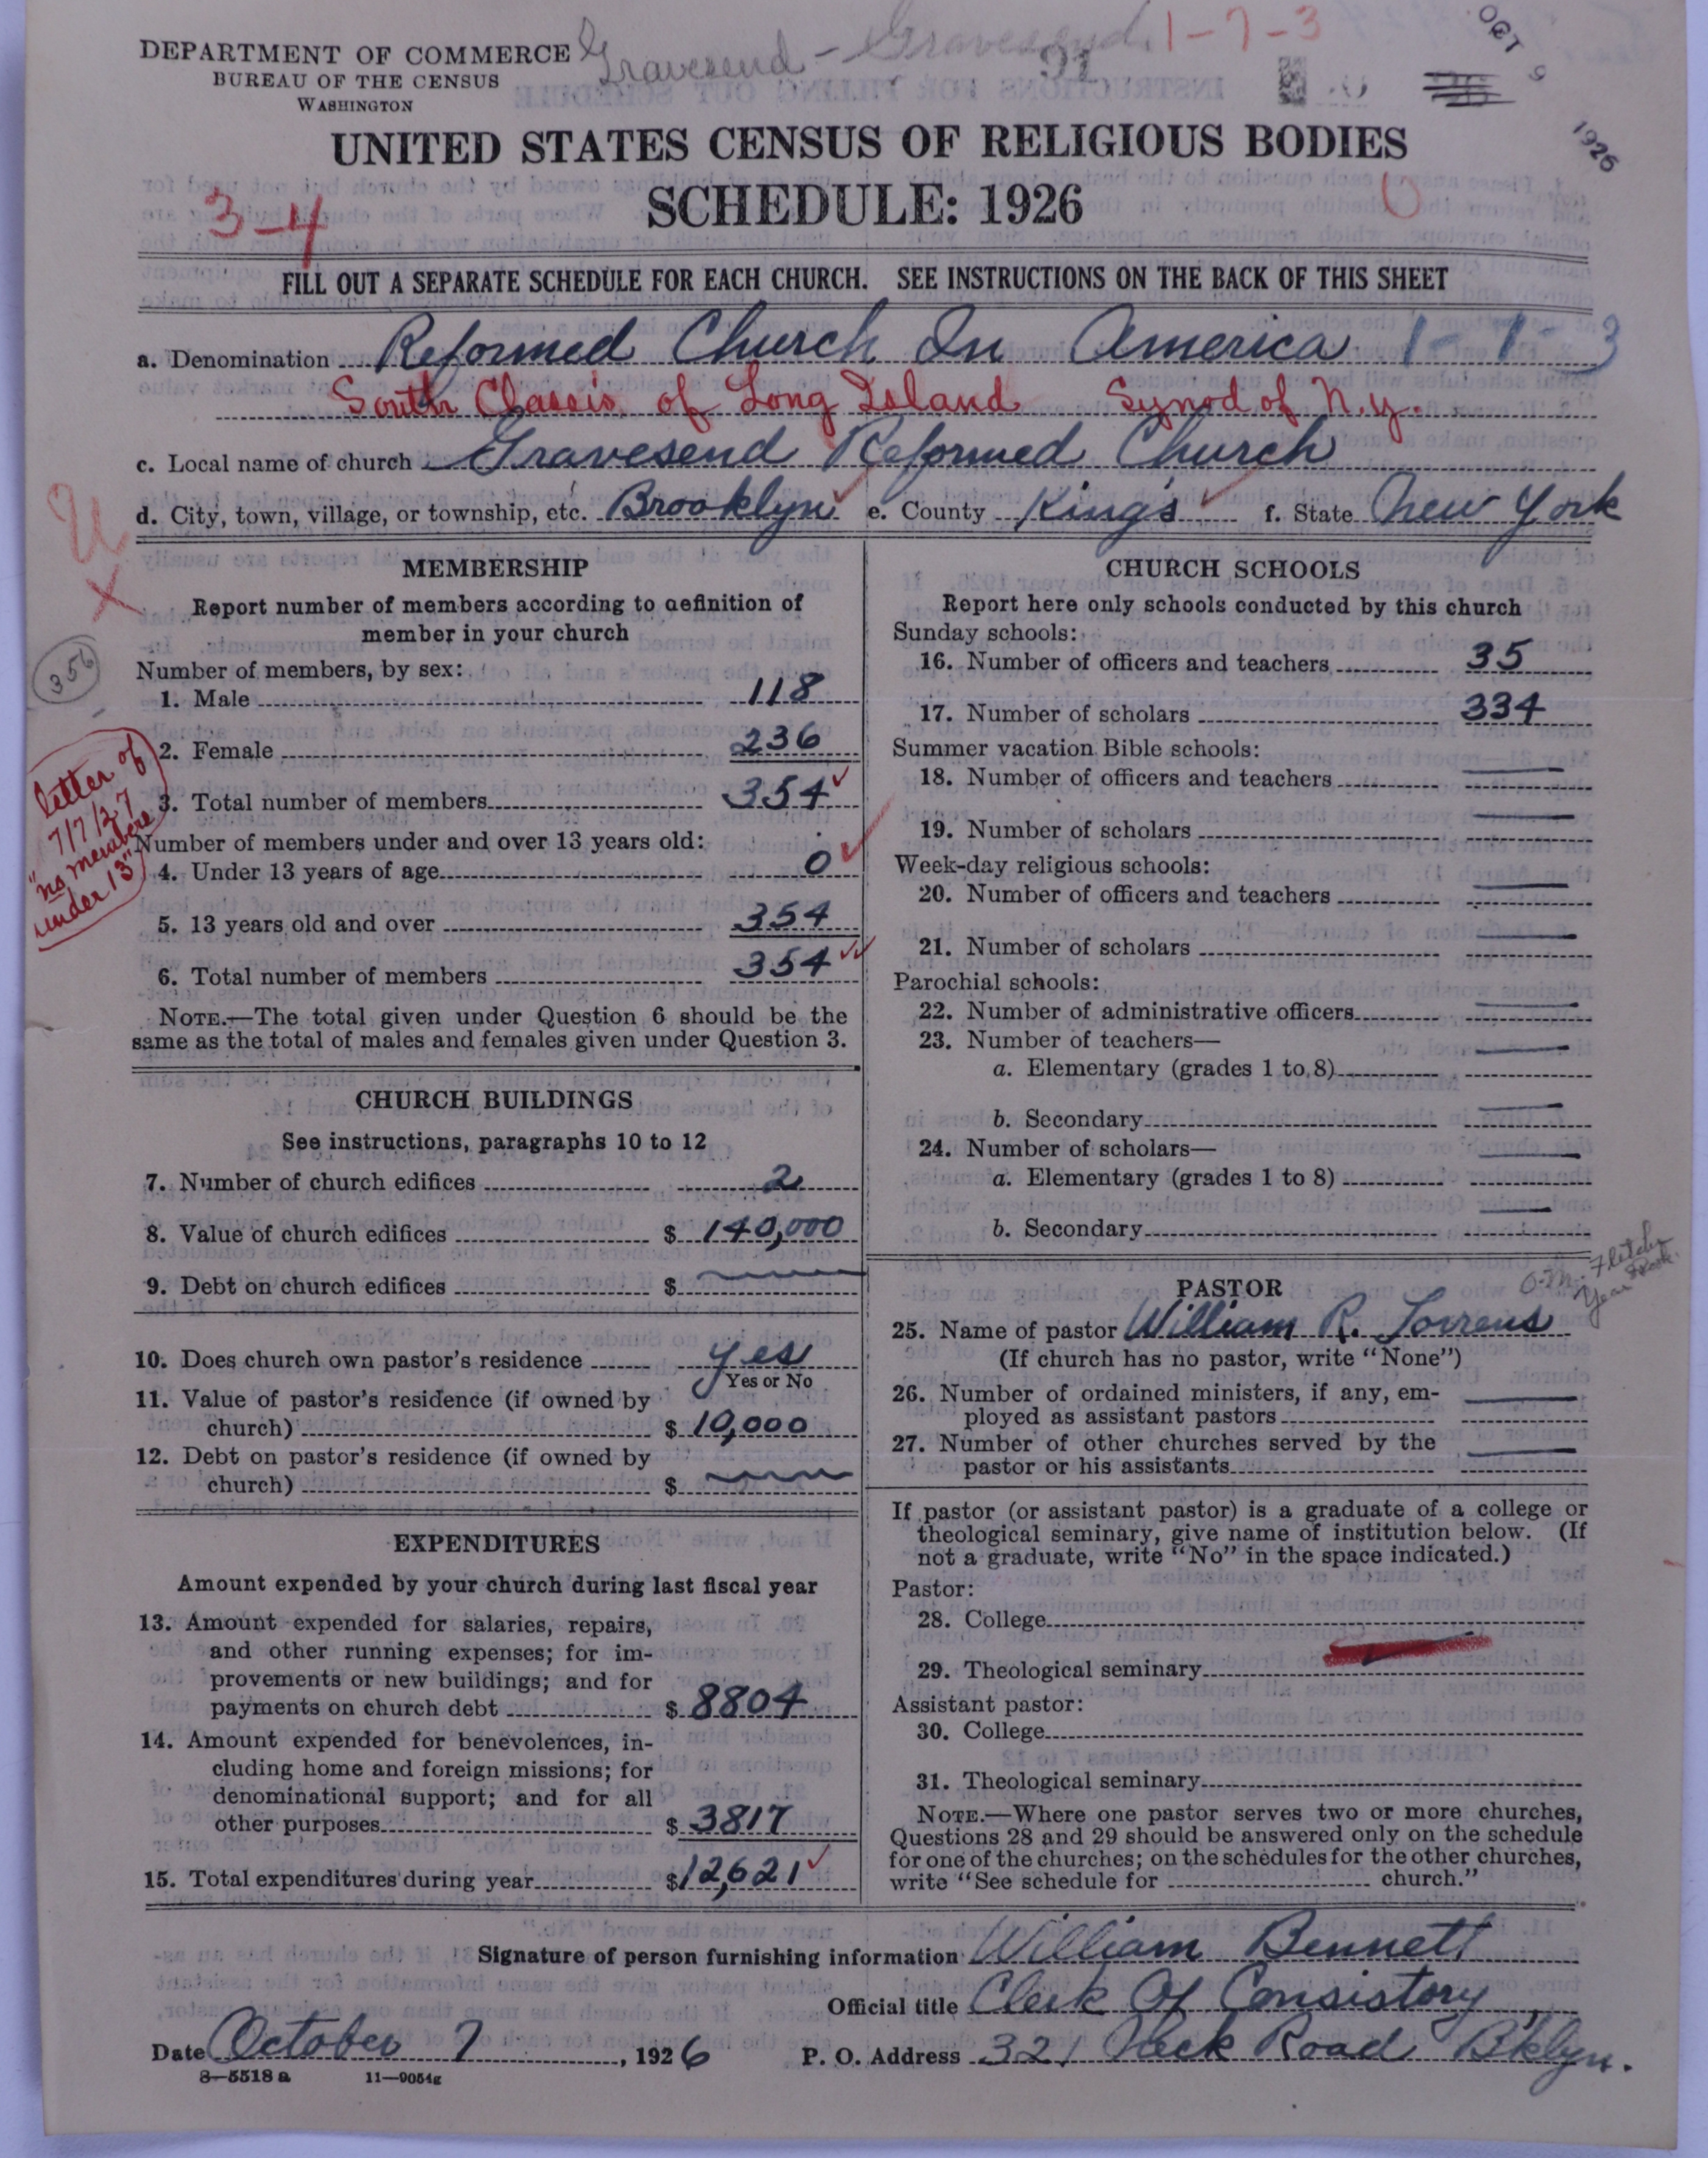 DEPARTMENT OF COMMERCE
BUREAU OF THE CENSUS
WASHINGTON
Gravesend - Gravesend 1-7-3
OCT 9 1926
UNITED STATES CENSUS OF RELIGIOUS BODIES
SCHEDULE: 1926
3-4
FILL OUT A SEPARATE SCHEDULE FOR EACH CHURCH. SEE INSTRUCTIONS ON THE BACK OF THIS SHEET
a. Denomination Reformed Church In America 1-7-3
South Classis of Long Island Synod of N.Y.
c. Local name of church Gravesend Reformed Church
d. City, town, village, or township, etc. Brooklyn e. County King's f. State New York
MEMBERSHIP
Report number of members according to definition of
member in your church
356
Number of members, by sex:
1. Male 118
2. Female 236
3. Total number of members 354
letter of
7/7/27
"no members
under 13"
Number of members under and over 13 years old:
4. Under 13 years of age 0
5. 13 years old and over 354
6. Total number of members 354
NOTE.—The total given under Question 6 should be the
same as the total of males and females given under Question 3.
CHURCH BUILDINGS
See instructions, paragraphs 10 to 12
7. Number of church edifices 2
8. Value of church edifices $ 140,000
9. Debt on church edifices $
10. Does church own pastor's residence yes
Yes or No
11. Value of pastor's residence (if owned by
church) $ 10,000
12. Debt on pastor's residence (if owned by
church) $
EXPENDITURES
Amount expended by your church during last fiscal year
13. Amount expended for salaries, repairs,
and other running expenses; for im-
provements or new buildings; and for
payments on church debt $ 8804
14. Amount expended for benevolences, in-
cluding home and foreign missions; for
denominational support; and for all
other purposes $ 3817
15. Total expenditures during year $12,621
CHURCH SCHOOLS
Report here only schools conducted by this church
Sunday schools:
16. Number of officers and teachers 35
17. Number of scholars 334
Summer vacation Bible schools:
18. Number of officers and teachers
19. Number of scholars
Week-day religious schools:
20. Number of officers and teachers
21. Number of scholars
Parochial schools:
22. Number of administrative officers
23. Number of teachers—
a. Elementary (grades 1 to 8)
b. Secondary
24. Number of scholars—
a. Elementary (grades 1 to 8)
b. Secondary
O.M. Fletcher
Year Book
PASTOR
25. Name of pastor William R. Torrens
(If church has no pastor, write "None")
26. Number of ordained ministers, if any, em-
ployed as assistant pastors
27. Number of other churches served by the
pastor or his assistants
If pastor (or assistant pastor) is a graduate of a college or
theological seminary, give name of institution below. (If
not a graduate, write "No" in the space indicated.)
Pastor:
28. College
29. Theological seminary
Assistant pastor:
30. College
31. Theological seminary
NOTE.—Where one pastor serves two or more churches,
Questions 28 and 29 should be answered only on the schedule
for one of the churches; on the schedules for the other churches,
write "See schedule for church."
Signature of person furnishing information William Bennett
Official title Clerk Of Consistory
Date October 7, 1926 P. O. Address 321 Neck Road Bklyn.
8-5518a 11-9054g